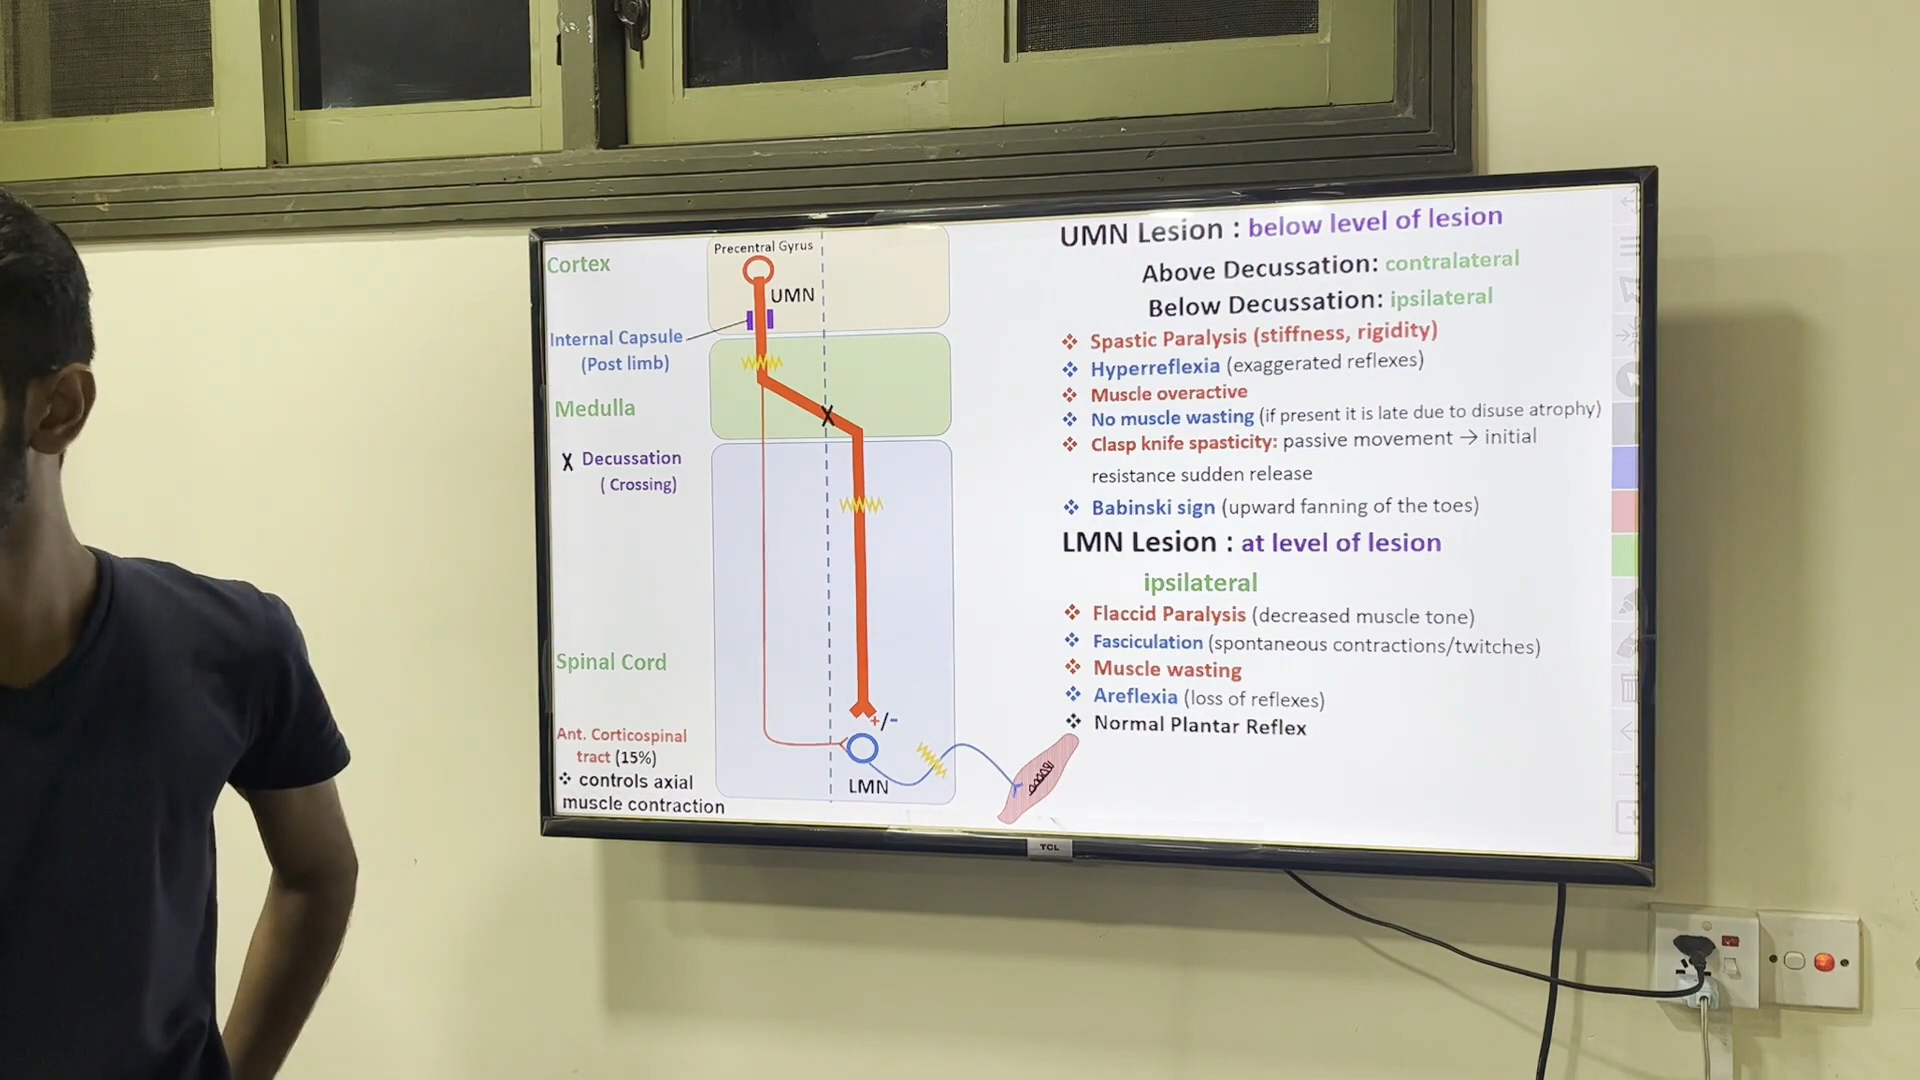 Precentral Gyrus
Cortex
UMN
Internal Capsule
(Post limb)
Medulla
X Decussation
( Crossing)
X
Spinal Cord
+/-
Ant. Corticospinal
tract (15%)
❖ controls axial
muscle contraction
LMN
UMN Lesion : below level of lesion
Above Decussation: contralateral
Below Decussation: ipsilateral
❖ Spastic Paralysis (stiffness, rigidity)
❖ Hyperreflexia (exaggerated reflexes)
❖ Muscle overactive
❖ No muscle wasting (if present it is late due to disuse atrophy)
❖ Clasp knife spasticity: passive movement → initial
resistance sudden release
❖ Babinski sign (upward fanning of the toes)
LMN Lesion : at level of lesion
ipsilateral
❖ Flaccid Paralysis (decreased muscle tone)
❖ Fasciculation (spontaneous contractions/twitches)
❖ Muscle wasting
❖ Areflexia (loss of reflexes)
❖ Normal Plantar Reflex
TCL